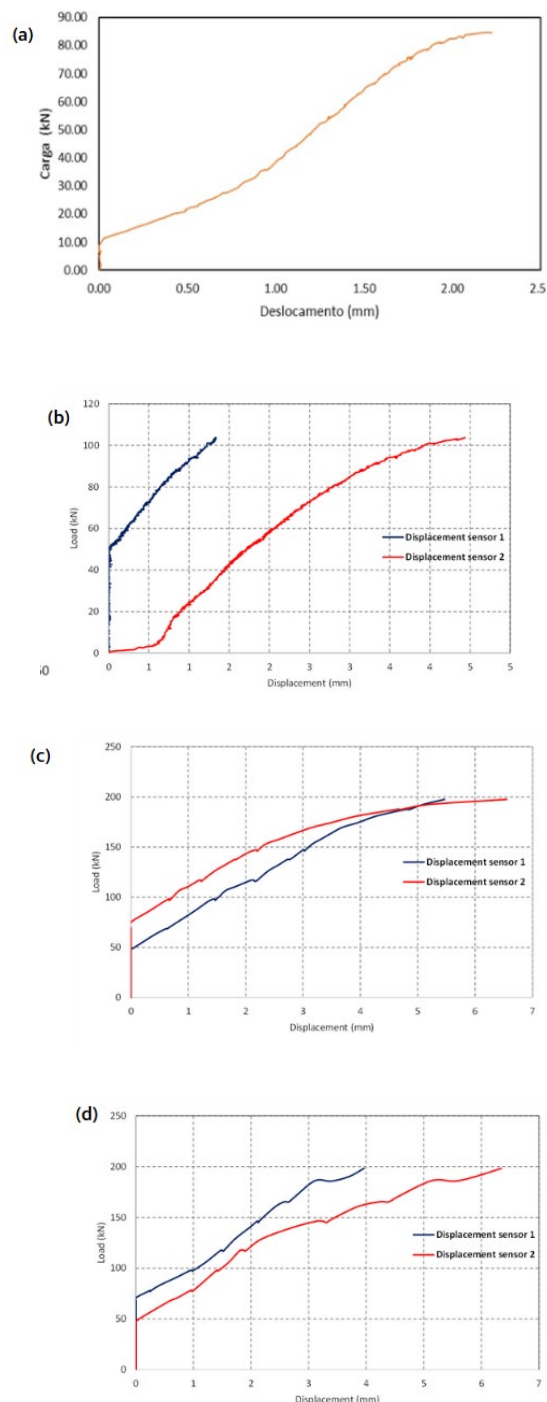 (a)
90.00
80.00
70.00
60.00
50.00
40.00
30.00
20.00
10.00
0.00
Carga (kN)
0.00 0.50 1.00 1.50 2.00 2.5
Deslocamento (mm)
(b)
120
100
80
60
40
20
0
Load (kN)
Displacement sensor 1
Displacement sensor 2
0 1 1 2 2 3 3 4 4 5 5
Displacement (mm)
(c)
250
200
150
100
50
0
Load (kN)
Displacement sensor 1
Displacement sensor 2
0 1 2 3 4 5 6 7
Displacement (mm)
(d)
250
200
150
100
50
0
Load (kN)
Displacement sensor 1
Displacement sensor 2
0 1 2 3 4 5 6 7
Displacement (mm)